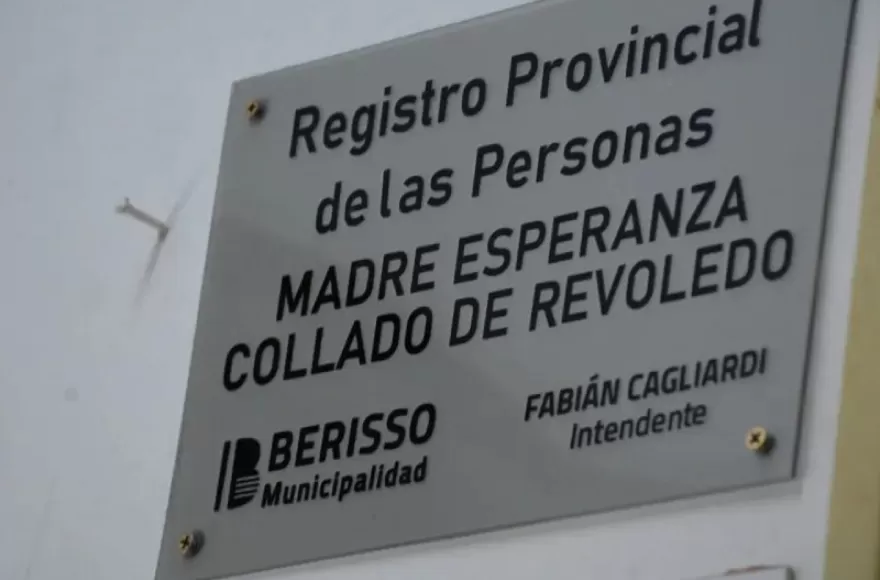 Registro Provincial
de las Personas
MADRE ESPERANZA
COLLADO DE REVOLEDO
BERISSO
Municipalidad
FABIÁN CAGLIARDI
Intendente